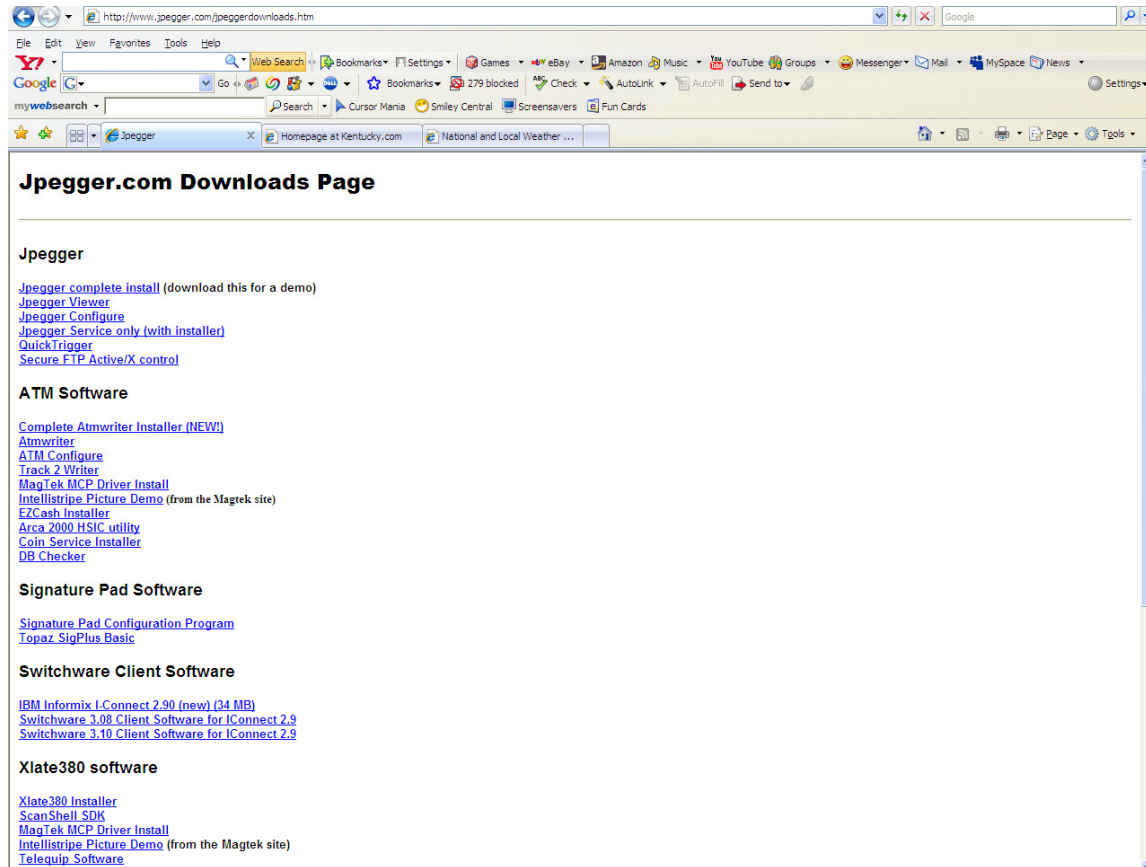 http://www.jpegger.com/jpeggerdownloads.htm Google
File Edit View Favorites Tools Help
Y! Web Search Bookmarks Settings Games eBay Amazon Music YouTube Groups Messenger Mail MySpace News
Google G Go DELL Bookmarks 279 blocked ABC Check AutoLink AutoFill Send to Settings
mywebsearch Search Cursor Mania Smiley Central Screensavers Fun Cards
Jpegger X Homepage at Kentucky.com National and Local Weather ... Page Tools
Jpegger.com Downloads Page
Jpegger
Jpegger complete install (download this for a demo)
Jpegger Viewer
Jpegger Configure
Jpegger Service only (with installer)
QuickTrigger
Secure FTP Active/X control
ATM Software
Complete Atmwriter Installer (NEW!)
Atmwriter
ATM Configure
Track 2 Writer
MagTek MCP Driver Install
Intellistripe Picture Demo (from the Magtek site)
EZCash Installer
Arca 2000 HSIC utility
Coin Service Installer
DB Checker
Signature Pad Software
Signature Pad Configuration Program
Topaz SigPlus Basic
Switchware Client Software
IBM Informix I-Connect 2.90 (new) (34 MB)
Switchware 3.08 Client Software for IConnect 2.9
Switchware 3.10 Client Software for IConnect 2.9
Xlate380 software
Xlate380 Installer
ScanShell SDK
MagTek MCP Driver Install
Intellistripe Picture Demo (from the Magtek site)
Telequip Software